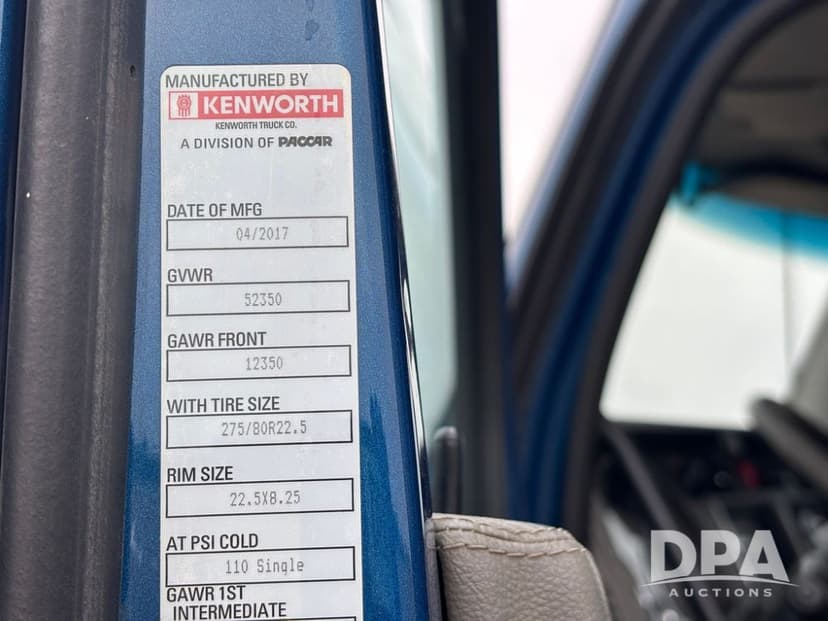 MANUFACTURED BY
KENWORTH
KENWORTH TRUCK CO.
A DIVISION OF PACCAR
DATE OF MFG
04/2017
GVWR
52350
GAWR FRONT
12350
WITH TIRE SIZE
275/80R22.5
RIM SIZE
22.5X8.25
AT PSI COLD
110 Single
GAWR 1ST
INTERMEDIATE
DPA
AUCTIONS